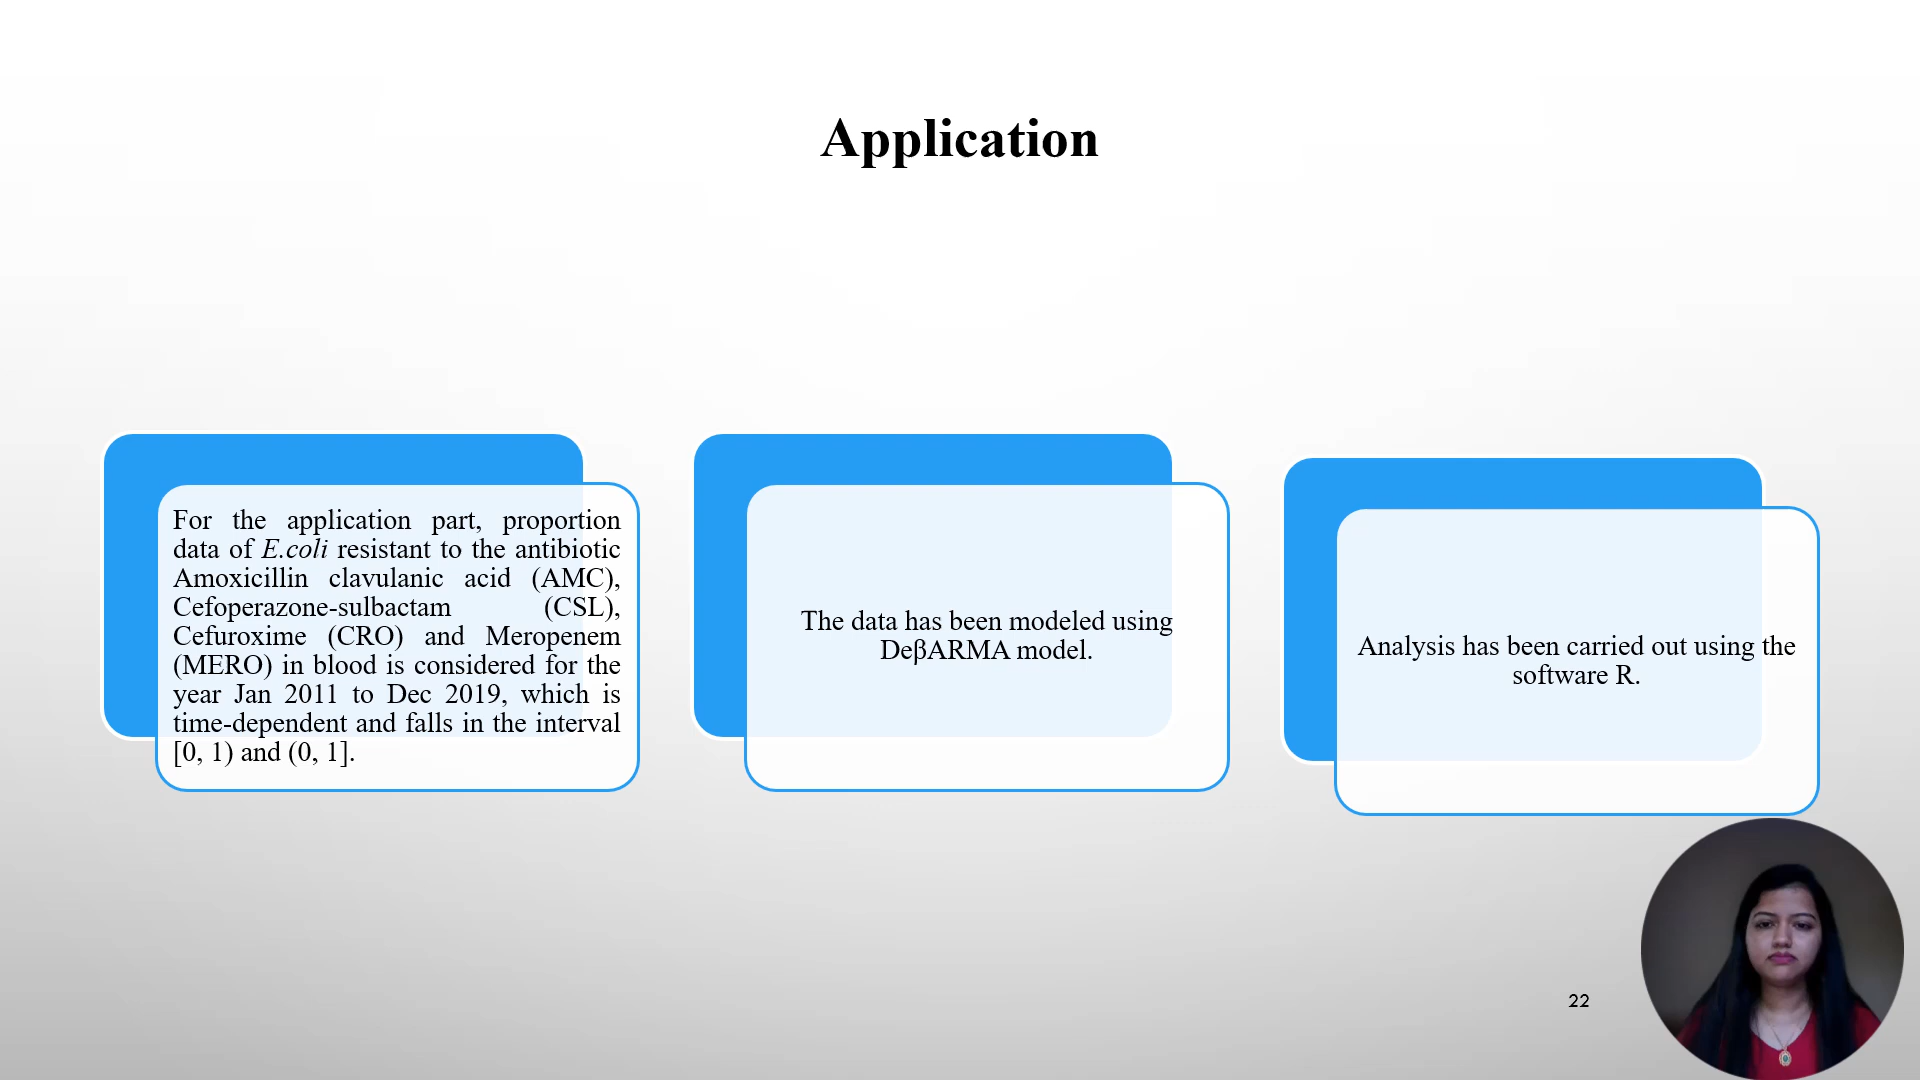 Application
For the application part, proportion
data of E.coli resistant to the antibiotic
Amoxicillin clavulanic acid (AMC),
Cefoperazone-sulbactam (CSL),
Cefuroxime (CRO) and Meropenem
(MERO) in blood is considered for the
year Jan 2011 to Dec 2019, which is
time-dependent and falls in the interval
[0, 1) and (0, 1].
The data has been modeled using
DeβARMA model.
Analysis has been carried out using the
software R.
22